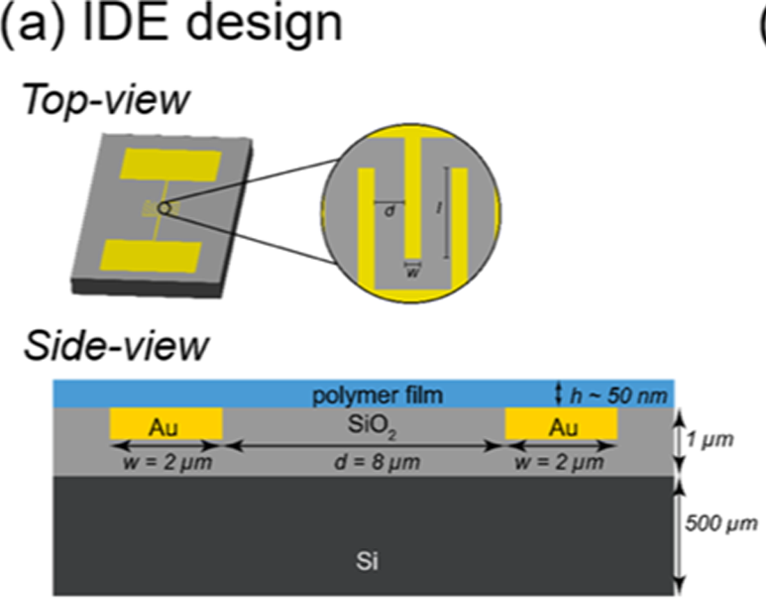 (a) IDE design
(
Top-view
d
l
w
Side-view
polymer film
h ~ 50 nm
Au
SiO₂
Au
1 µm
w = 2 µm
d = 8 µm
w = 2 µm
500 µm
Si